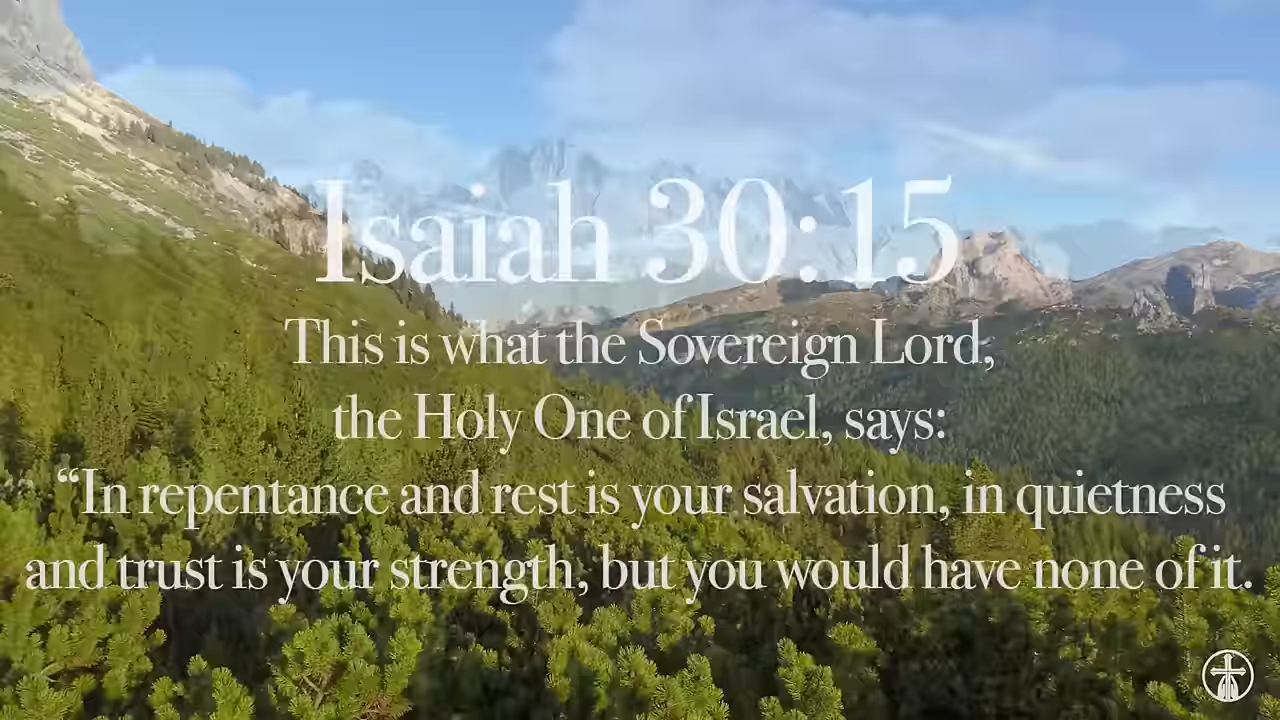 Isaiah 30:15
This is what the Sovereign Lord,
the Holy One of Israel, says:
“In repentance and rest is your salvation, in quietness
and trust is your strength, but you would have none of it.